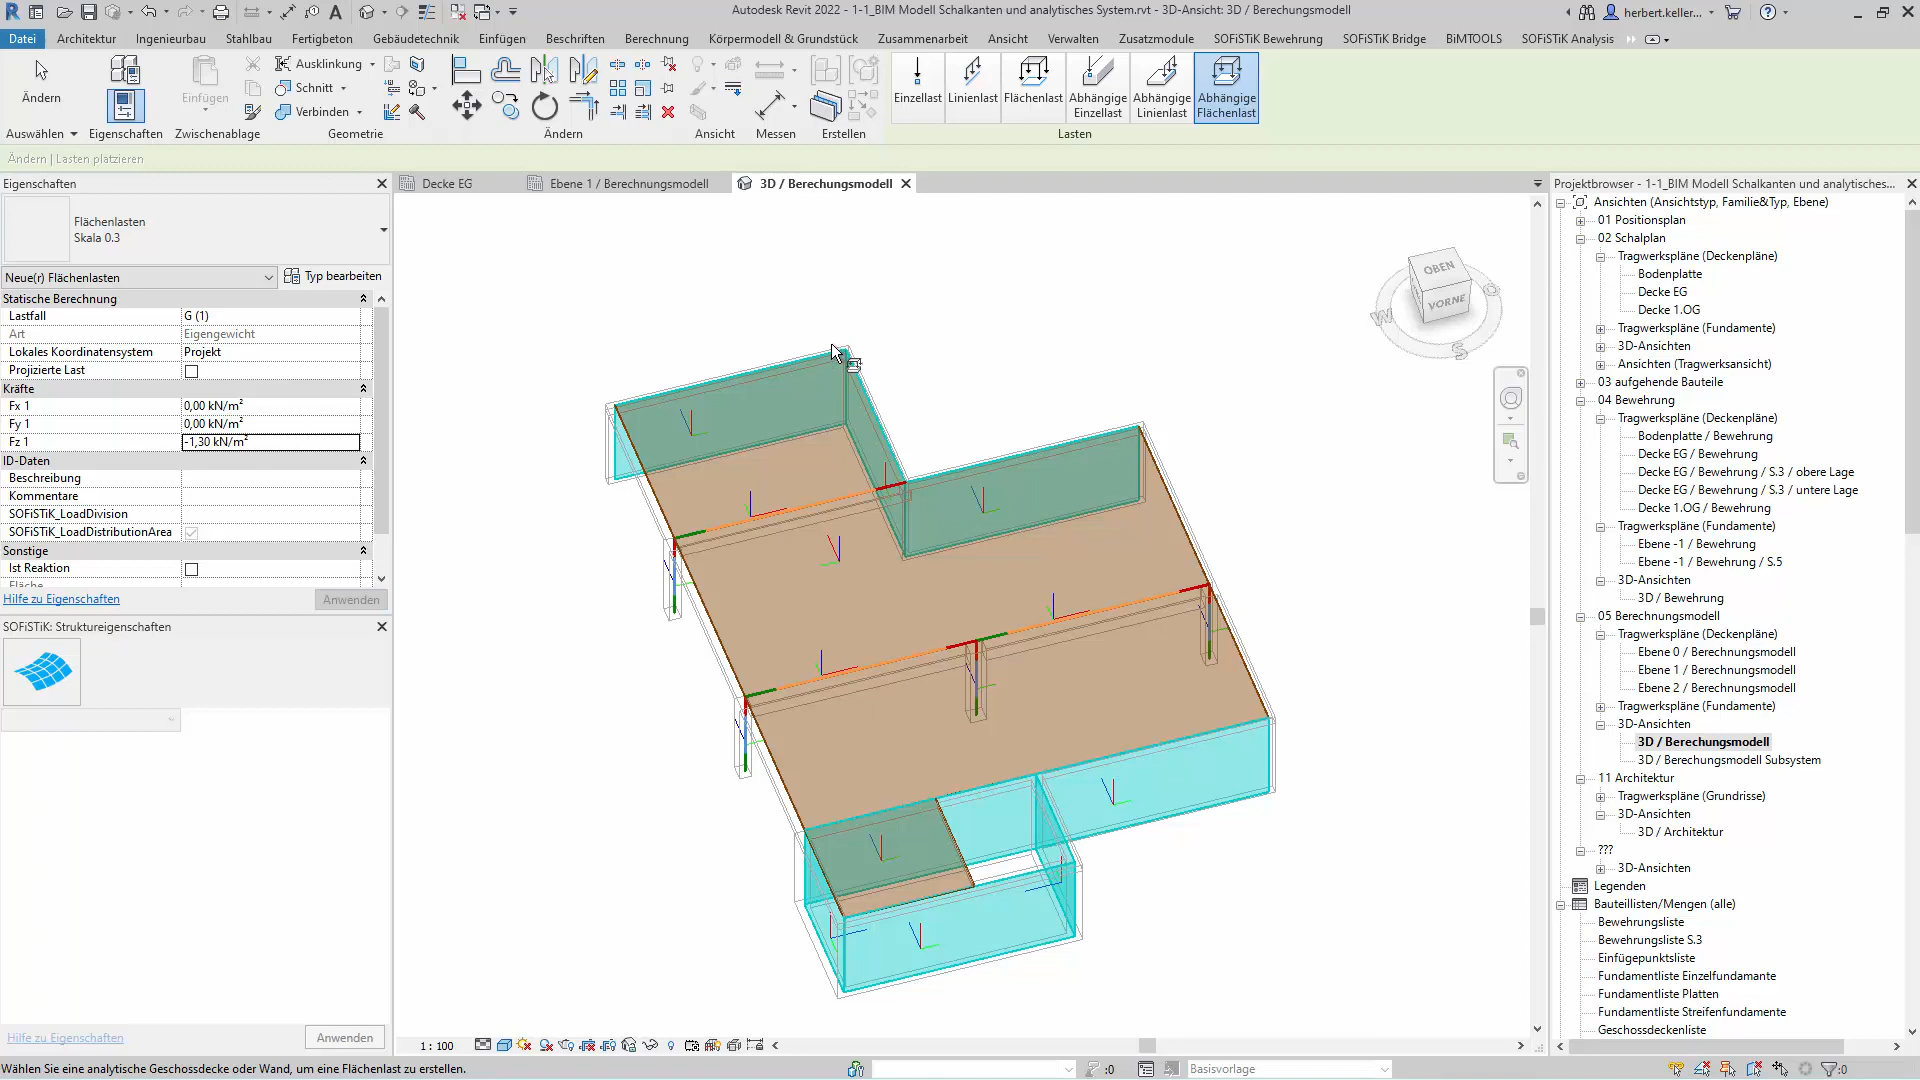 Autodesk Revit 2022 - 1-1_BIM Modell Schalkanten und analytisches System.rvt - 3D-Ansicht: 3D / Berechungsmodell
herbert.keller...
Datei Architektur Ingenieurbau Stahlbau Fertigbeton Gebäudetechnik Einfügen Beschriften Berechnung Körpermodell & Grundstück Zusammenarbeit Ansicht Verwalten Zusatzmodule SOFiSTiK Bewehrung SOFiSTiK Bridge BiMTOOLS SOFiSTiK Analysis
Ändern
Einfügen
Ausklinkung
Schnitt
Verbinden
Einzellast
Linienlast
Flächenlast
Abhängige Einzellast
Abhängige Linienlast
Abhängige Flächenlast
Auswählen Eigenschaften Zwischenablage Geometrie Ändern Ansicht Messen Erstellen Lasten
Ändern | Lasten platzieren
Eigenschaften
Decke EG
Ebene 1 / Berechnungsmodell
3D / Berechungsmodell
Flächenlasten
Skala 0.3
Neue(r) Flächenlasten
Typ bearbeiten
Statische Berechnung
Lastfall G (1)
Art Eigengewicht
Lokales Koordinatensystem Projekt
Projizierte Last
Kräfte
Fx 1 0,00 kN/m²
Fy 1 0,00 kN/m²
Fz 1 -1,30 kN/m²
ID-Daten
Beschreibung
Kommentare
SOFiSTiK_LoadDivision
SOFiSTiK_LoadDistributionArea
Sonstige
Ist Reaktion
Fläche
Hilfe zu Eigenschaften
Anwenden
SOFiSTiK: Struktureigenschaften
Hilfe zu Eigenschaften
Anwenden
OBEN
VORNE
W
S
O
1 : 100
Projektbrowser - 1-1_BIM Modell Schalkanten und analytisches...
Ansichten (Ansichtstyp, Familie&Typ, Ebene)
01 Positionsplan
02 Schalplan
Tragwerkspläne (Deckenpläne)
Bodenplatte
Decke EG
Decke 1.OG
Tragwerkspläne (Fundamente)
3D-Ansichten
Ansichten (Tragwerksansicht)
03 aufgehende Bauteile
04 Bewehrung
Tragwerkspläne (Deckenpläne)
Bodenplatte / Bewehrung
Decke EG / Bewehrung
Decke EG / Bewehrung / S.3 / obere Lage
Decke EG / Bewehrung / S.3 / untere Lage
Decke 1.OG / Bewehrung
Tragwerkspläne (Fundamente)
Ebene -1 / Bewehrung
Ebene -1 / Bewehrung / S.5
3D-Ansichten
3D / Bewehrung
05 Berechnungsmodell
Tragwerkspläne (Deckenpläne)
Ebene 0 / Berechnungsmodell
Ebene 1 / Berechnungsmodell
Ebene 2 / Berechnungsmodell
Tragwerkspläne (Fundamente)
3D-Ansichten
3D / Berechungsmodell
3D / Berechungsmodell Subsystem
11 Architektur
Tragwerkspläne (Grundrisse)
3D-Ansichten
3D / Architektur
???
3D-Ansichten
Legenden
Bauteillisten/Mengen (alle)
Bewehrungsliste
Bewehrungsliste S.3
Einfügepunktsliste
Fundamentliste Einzelfundamante
Fundamentliste Platten
Fundamentliste Streifenfundamente
Geschossdeckenliste
Wählen Sie eine analytische Geschossdecke oder Wand, um eine Flächenlast zu erstellen.
:0
Basisvorlage
:0